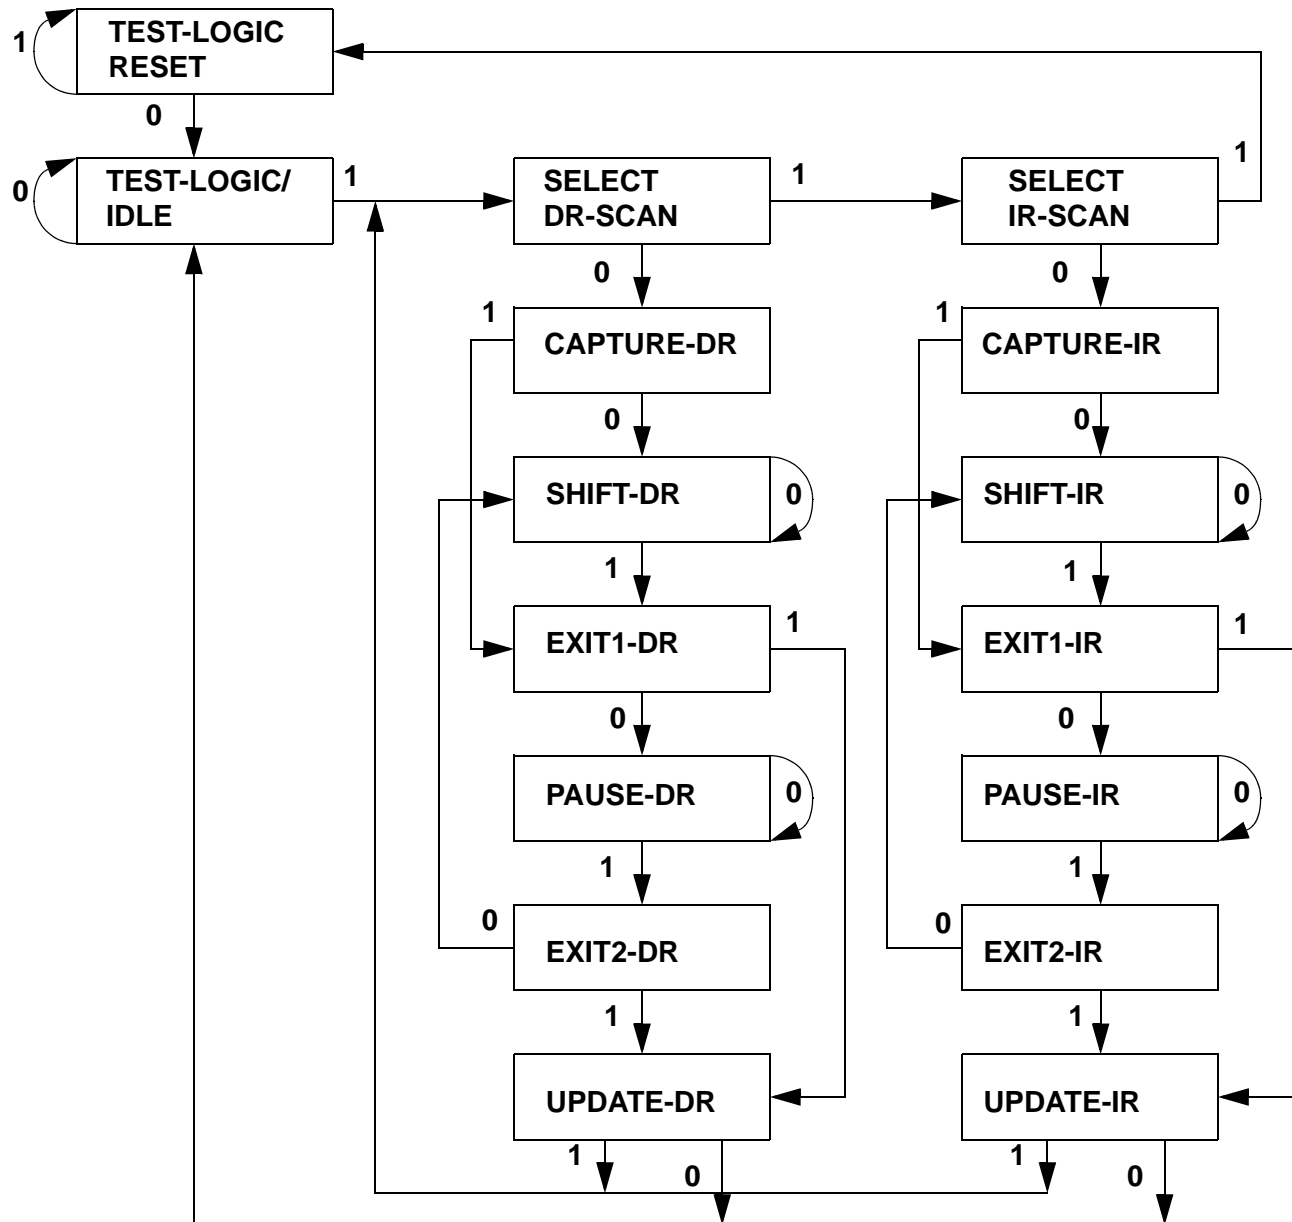 TEST-LOGIC
RESET
1
0
TEST-LOGIC/
IDLE
0
1
SELECT
DR-SCAN
1
SELECT
IR-SCAN
1
0
0
1
CAPTURE-DR
1
CAPTURE-IR
0
0
SHIFT-DR
0
SHIFT-IR
0
1
1
EXIT1-DR
1
EXIT1-IR
1
0
0
PAUSE-DR
0
PAUSE-IR
0
1
1
0
EXIT2-DR
0
EXIT2-IR
1
1
UPDATE-DR
UPDATE-IR
1
0
1
0